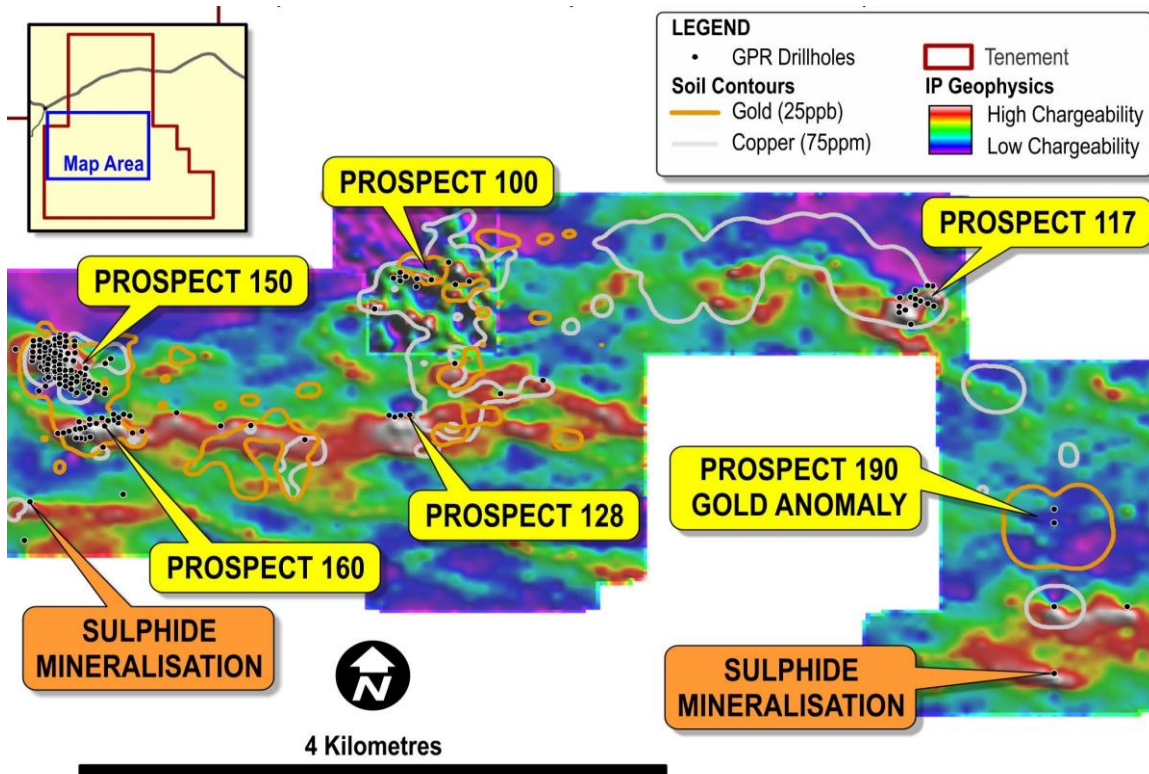 Map Area
LEGEND
GPR Drillholes
Tenement
Soil Contours
IP Geophysics
Gold (25ppb)
High Chargeability
Copper (75ppm)
Low Chargeability
PROSPECT 100
PROSPECT 117
PROSPECT 150
PROSPECT 190
GOLD ANOMALY
PROSPECT 128
PROSPECT 160
SULPHIDE
MINERALISATION
SULPHIDE
MINERALISATION
N
4 Kilometres